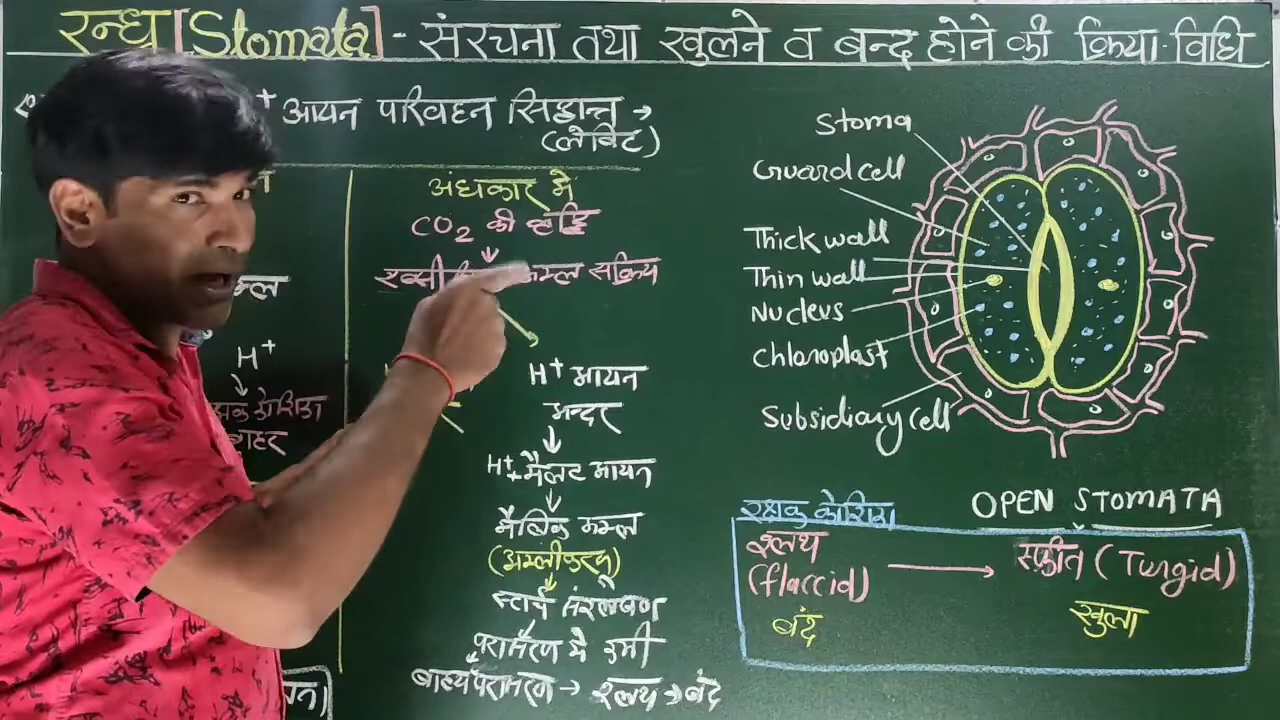 रन्ध्र [Stomata] - संरचना तथा खुलने व बन्द होने की क्रिया-विधि
+ आयन परिवहन सिद्धान्त →
(लेविट)
अंधकार में
CO₂ की वृद्धि
↓
अम्ल सक्रिय
H⁺
↓
H⁺ आयन
अन्दर
↓
H⁺ + मैलेट आयन
↓
मैलिक अम्ल
(अम्लीकरण)
↓
स्टार्च संश्लेषण
परासरण में कमी
बाह्यपरासरण → श्लथ → बंद
Stoma
Guard cell
Thick wall
Thin wall
Nucleus
Chloroplast
Subsidiary cell
OPEN STOMATA
रक्षक कोशिका
श्लथ
(flaccid) → स्फीत (Turgid)
बंद खुला